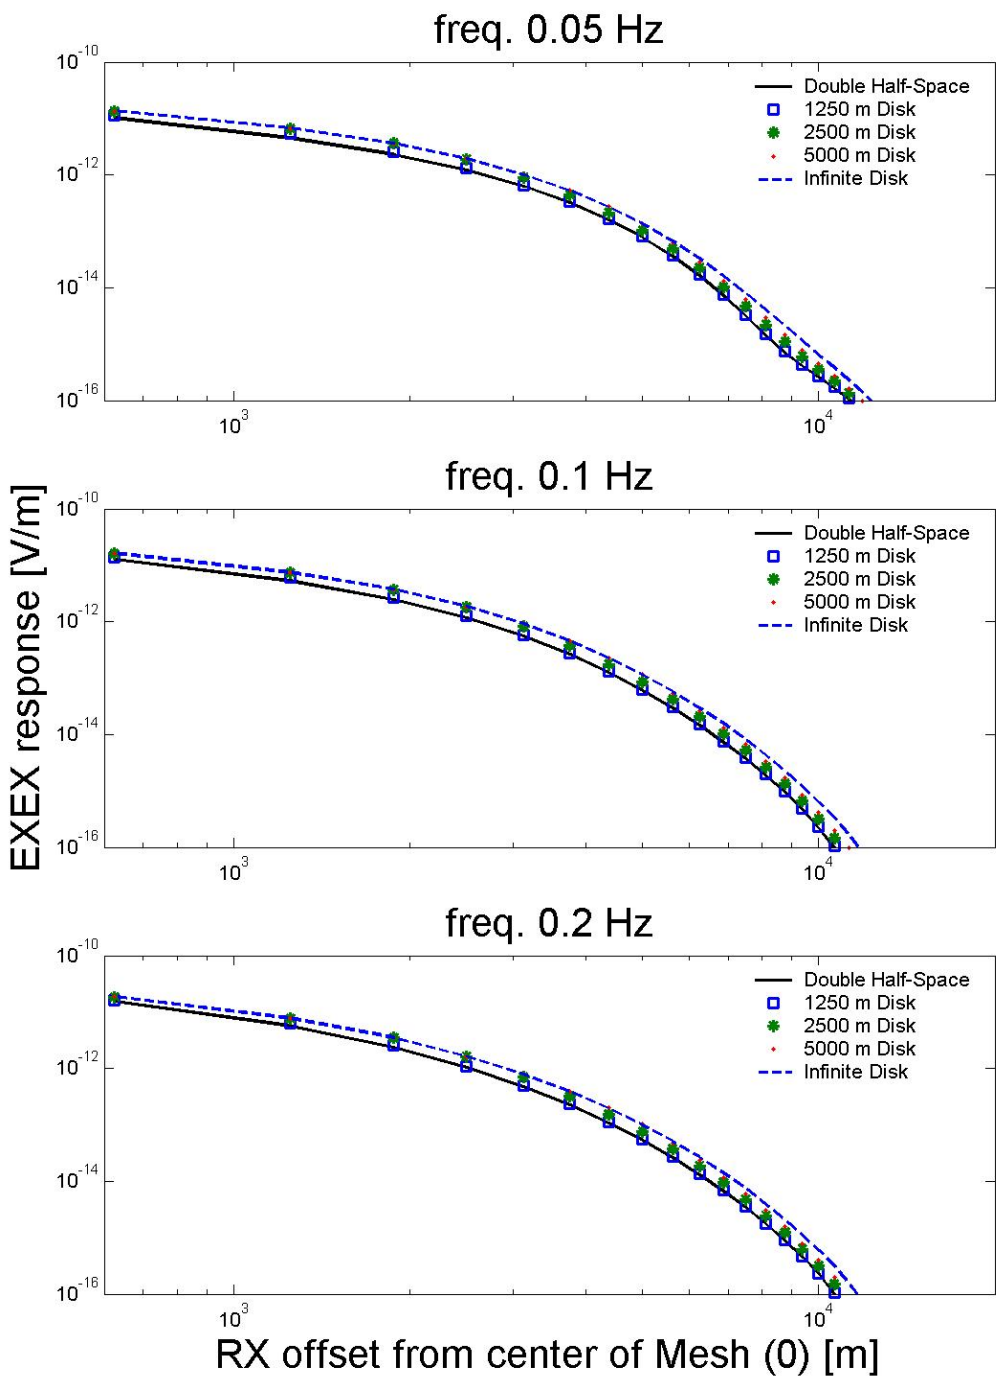 freq. 0.05 Hz
10^-10
10^-12
10^-14
10^-16
10^3
10^4
Double Half-Space
1250 m Disk
2500 m Disk
5000 m Disk
Infinite Disk
EXEX response [V/m]
freq. 0.1 Hz
10^-10
10^-12
10^-14
10^-16
10^3
10^4
Double Half-Space
1250 m Disk
2500 m Disk
5000 m Disk
Infinite Disk
freq. 0.2 Hz
10^-10
10^-12
10^-14
10^-16
10^3
10^4
Double Half-Space
1250 m Disk
2500 m Disk
5000 m Disk
Infinite Disk
RX offset from center of Mesh (0) [m]